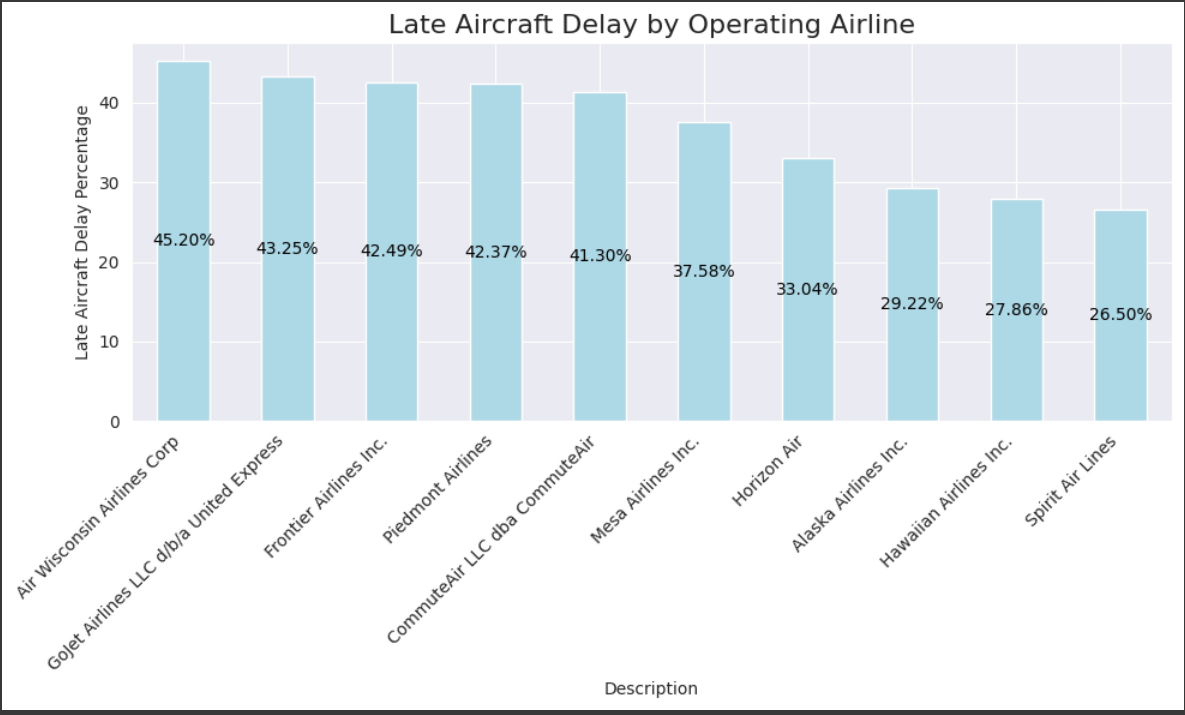 Late Aircraft Delay by Operating Airline
Late Aircraft Delay Percentage
40
30
20
10
0
45.20%
43.25%
42.49%
42.37%
41.30%
37.58%
33.04%
29.22%
27.86%
26.50%
Air Wisconsin Airlines Corp
GoJet Airlines LLC d/b/a United Express
Frontier Airlines Inc.
Piedmont Airlines
CommuteAir LLC dba CommuteAir
Mesa Airlines Inc.
Horizon Air
Alaska Airlines Inc.
Hawaiian Airlines Inc.
Spirit Air Lines
Description